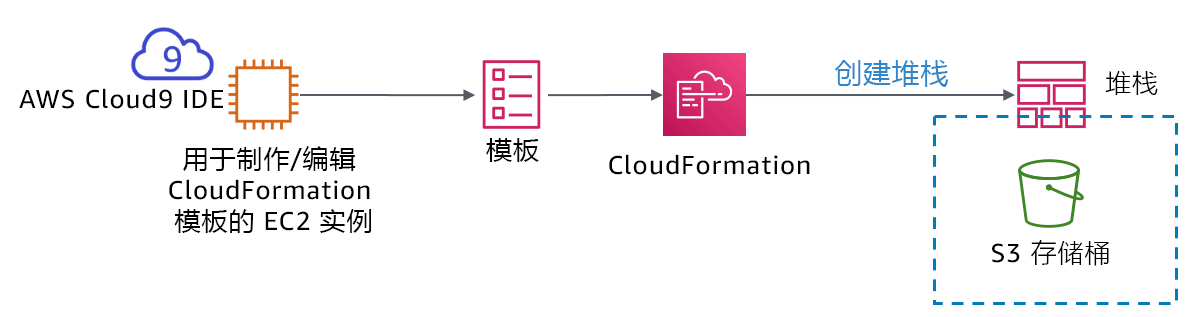 9
AWS Cloud9 IDE
用于制作/编辑
CloudFormation
模板的 EC2 实例
模板
CloudFormation
创建堆栈
堆栈
S3 存储桶